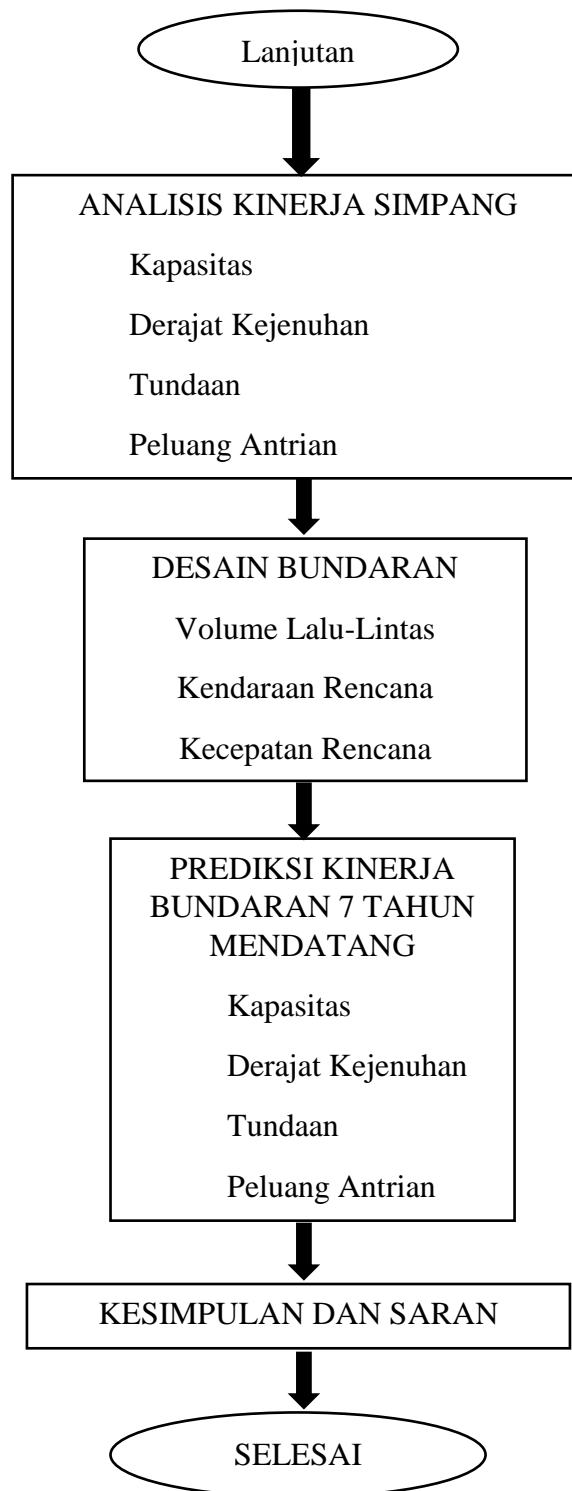 Lanjutan
ANALISIS KINERJA SIMPANG
Kapasitas
Derajat Kejenuhan
Tundaan
Peluang Antrian
DESAIN BUNDARAN
Volume Lalu-Lintas
Kendaraan Rencana
Kecepatan Rencana
PREDIKSI KINERJA
BUNDARAN 7 TAHUN
MENDATANG
Kapasitas
Derajat Kejenuhan
Tundaan
Peluang Antrian
KESIMPULAN DAN SARAN
SELESAI